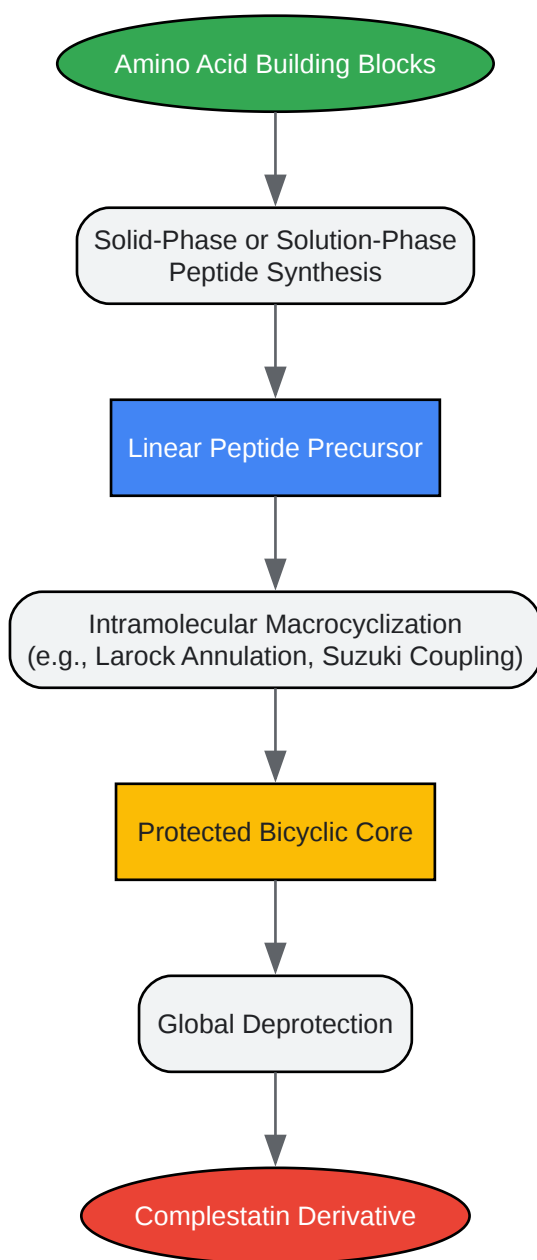 Amino Acid Building Blocks
Solid-Phase or Solution-Phase
Peptide Synthesis
Linear Peptide Precursor
Intramolecular Macrocyclization
(e.g., Larock Annulation, Suzuki Coupling)
Protected Bicyclic Core
Global Deprotection
Complestatin Derivative